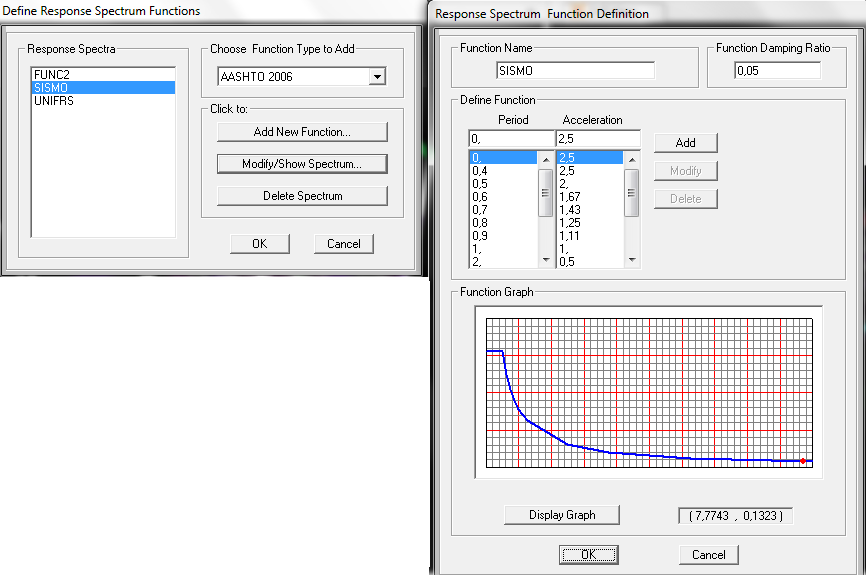 Define Response Spectrum Functions
Response Spectra
FUNC2
SISMO
UNIFRS
Choose Function Type to Add
AASHTO 2006
Click to:
Add New Function...
Modify/Show Spectrum...
Delete Spectrum
OK
Cancel
Response Spectrum Function Definition
Function Name
SISMO
Function Damping Ratio
0,05
Define Function
Period Acceleration
0, 2,5
0, 2,5
0,4 2,5
0,5 2,
0,6 1,67
0,7 1,43
0,8 1,25
0,9 1,11
1, 1,
2, 0,5
Add
Modify
Delete
Function Graph
Display Graph
( 7,7743 , 0,1323 )
OK
Cancel